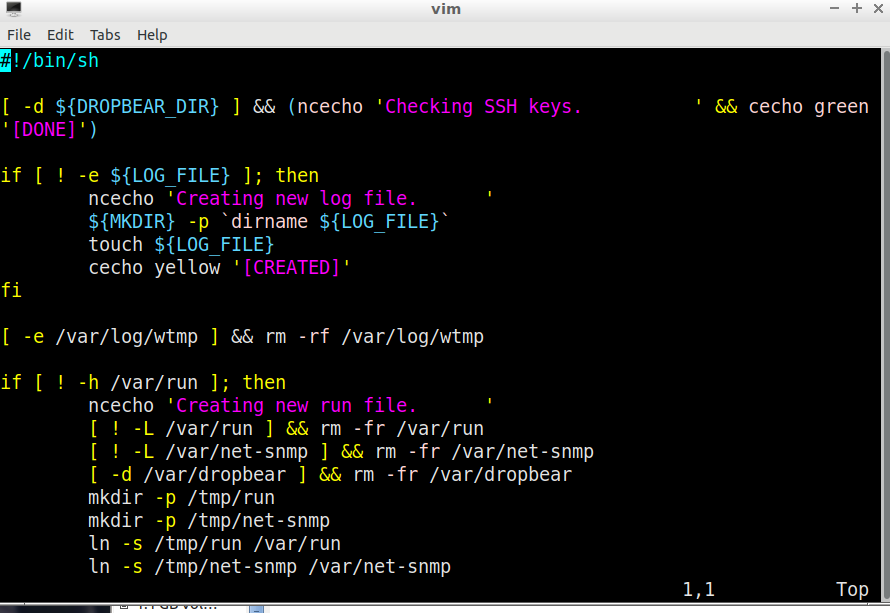 vim
File Edit Tabs Help
#!/bin/sh
[ -d ${DROPBEAR_DIR} ] && (ncecho 'Checking SSH keys.          ' && cecho green
'[DONE]')
if [ ! -e ${LOG_FILE} ]; then
        ncecho 'Creating new log file.      '
        ${MKDIR} -p `dirname ${LOG_FILE}`
        touch ${LOG_FILE}
        cecho yellow '[CREATED]'
fi
[ -e /var/log/wtmp ] && rm -rf /var/log/wtmp
if [ ! -h /var/run ]; then
        ncecho 'Creating new run file.      '
        [ ! -L /var/run ] && rm -fr /var/run
        [ ! -L /var/net-snmp ] && rm -fr /var/net-snmp
        [ -d /var/dropbear ] && rm -fr /var/dropbear
        mkdir -p /tmp/run
        mkdir -p /tmp/net-snmp
        ln -s /tmp/run /var/run
        ln -s /tmp/net-snmp /var/net-snmp
1,1 Top